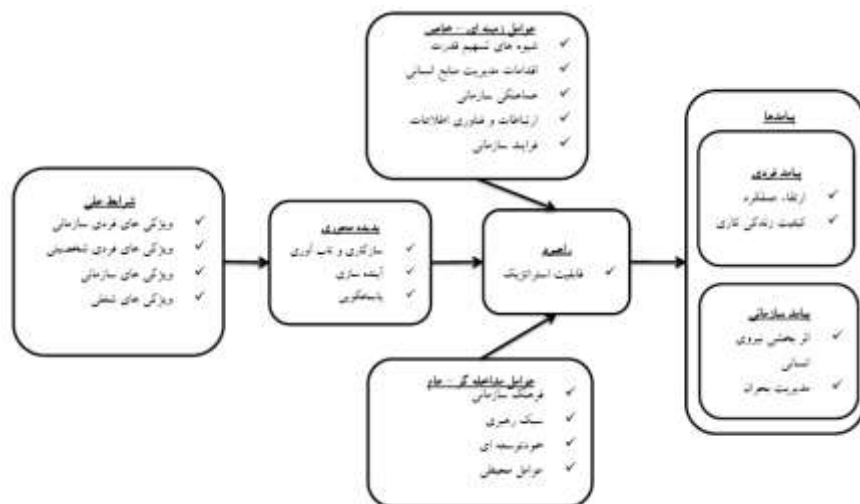 عوامل زمینه ای - خاص
شیوه های تسهیم قدرت
اقدامات مدیریت منابع انسانی
هماهنگی سازمانی
ارتباطات و فناوری اطلاعات
فرایند سازمانی
شرایط علی
ویژگی های فردی سازمانی
ویژگی های فردی شخصیتی
ویژگی های سازمانی
ویژگی های شغلی
پدیده محوری
سازگاری و تاب آوری
آینده سازی
پاسخگویی
راهبرد
قابلیت استراتژیک
عوامل مداخله گر - عام
فرهنگ سازمانی
سبک رهبری
خودتوسعه ای
عوامل محیطی
پیامدها
پیامد فردی
ارتقاء عملکرد
کیفیت زندگی کاری
پیامد سازمانی
اثر بخشی نیروی
انسانی
مدیریت بحران